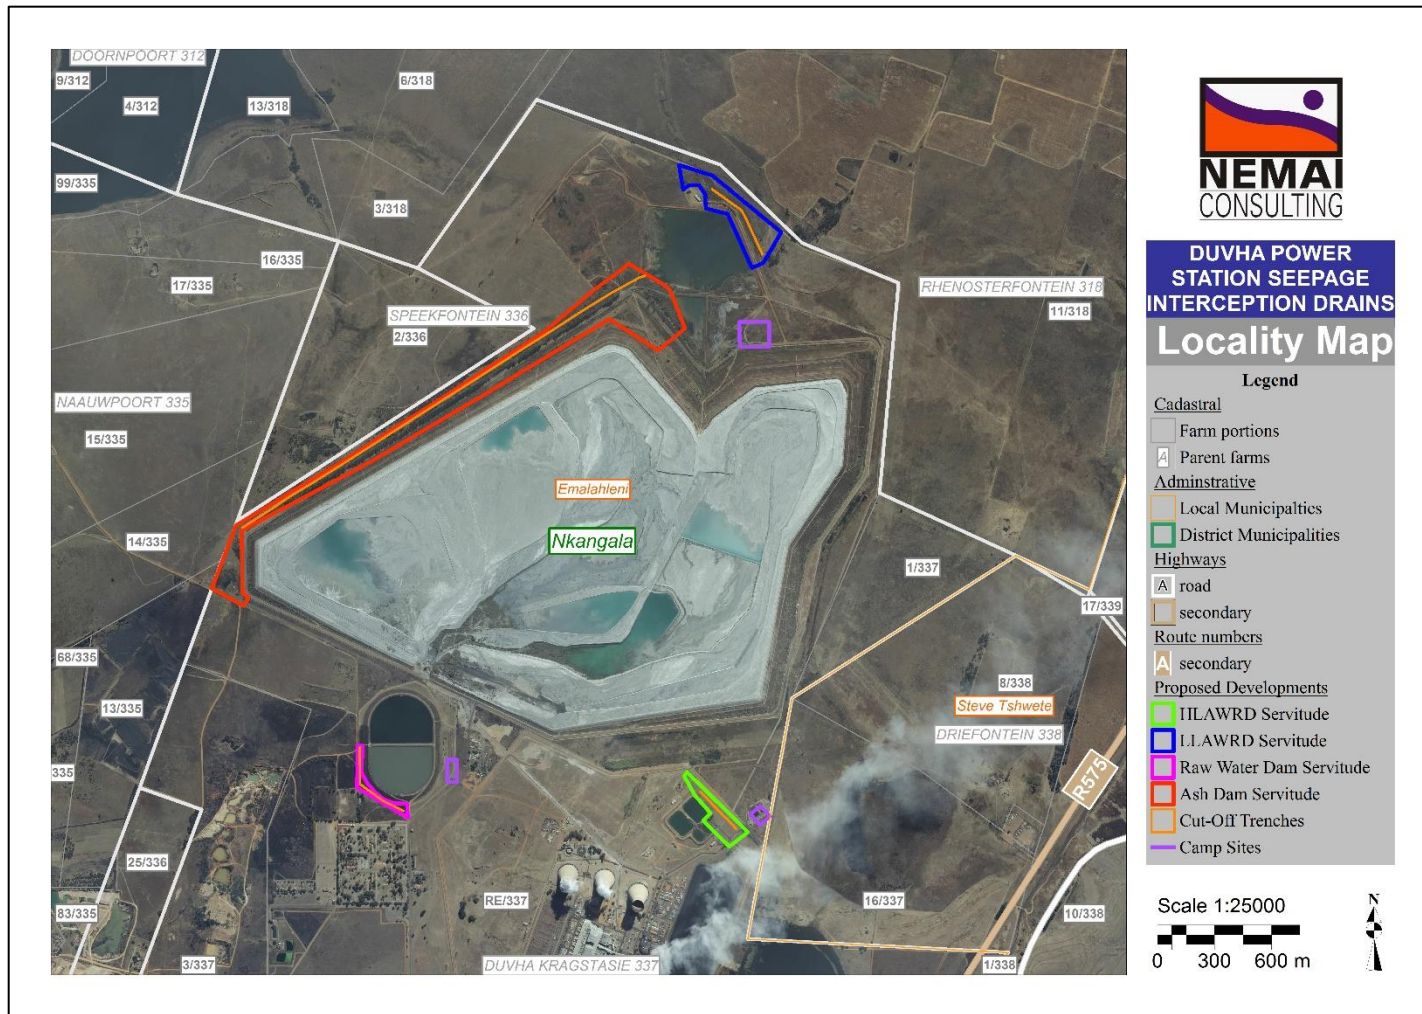 DOORNPOORT 312
9/312
4/312
13/318
6/318
99/335
3/318
16/335
17/335
SPEEKFONTEIN 336
2/336
RHENOSTERFONTEIN 318
11/318
NAAUWPOORT 335
15/335
Emalahleni
Nkangala
14/335
1/337
17/339
68/335
13/335
8/338
Steve Tshwete
DRIEFONTEIN 338
335
R575
25/336
83/335
RE/337
16/337
10/338
3/337
DUVHA KRAGSTASIE 337
1/338
NEMAI
CONSULTING
DUVHA POWER
STATION SEEPAGE
INTERCEPTION DRAINS
Locality Map
Legend
Cadastral
Farm portions
A Parent farms
Adminstrative
Local Municipalties
District Municipalities
Highways
A road
secondary
Route numbers
A secondary
Proposed Developments
HLAWRD Servitude
LLAWRD Servitude
Raw Water Dam Servitude
Ash Dam Servitude
Cut-Off Trenches
Camp Sites
Scale 1:25000
0 300 600 m
N